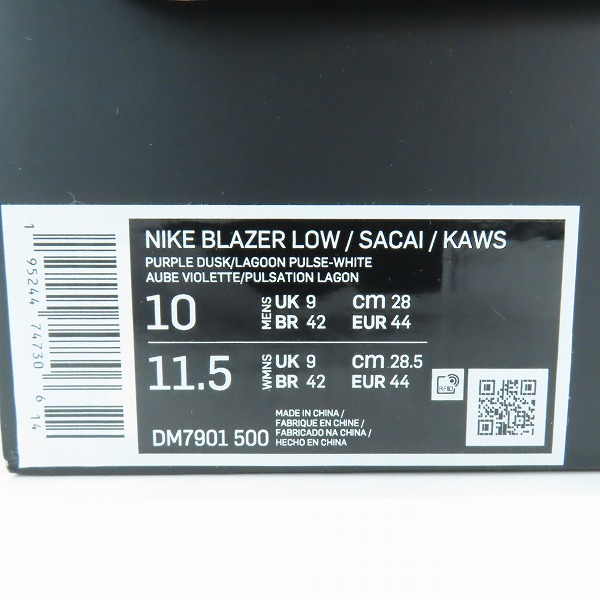 NIKE BLAZER LOW / SACAI / KAWS
PURPLE DUSK/LAGOON PULSE-WHITE
AUBE VIOLETTE/PULSATION LAGON
10 MENS UK 9 CM 28
BR 42 EUR 44
11.5 WMNS UK 9 CM 28.5
BR 42 EUR 44
RFID
DM7901 500
MADE IN CHINA /
FABRIQUE EN CHINE /
FABRICADO NA CHINA /
HECHO EN CHINA
1 95244 74730 6 14